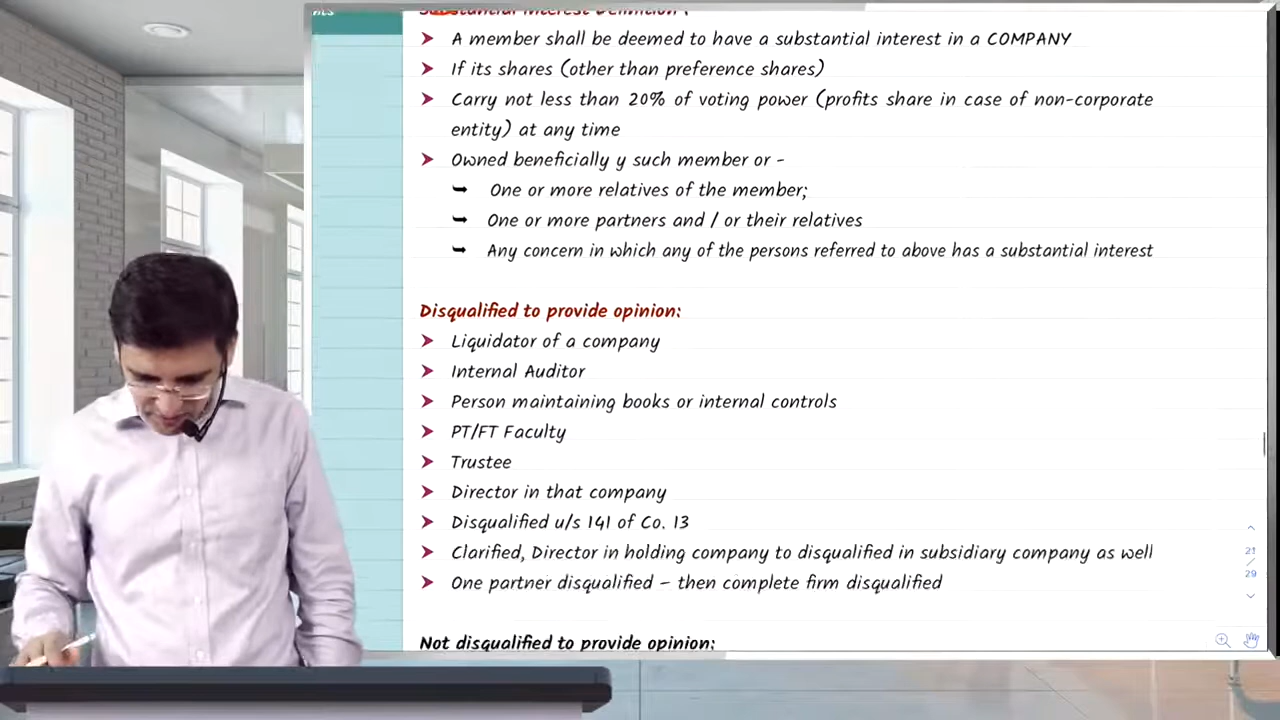 Substantial Interest Definition:
➤ A member shall be deemed to have a substantial interest in a COMPANY
➤ If its shares (other than preference shares)
➤ Carry not less than 20% of voting power (profits share in case of non-corporate
entity) at any time
➤ Owned beneficially y such member or -
➥ One or more relatives of the member;
➥ One or more partners and / or their relatives
➥ Any concern in which any of the persons referred to above has a substantial interest
Disqualified to provide opinion:
➤ Liquidator of a company
➤ Internal Auditor
➤ Person maintaining books or internal controls
➤ PT/FT Faculty
➤ Trustee
➤ Director in that company
➤ Disqualified u/s 141 of Co. 13
➤ Clarified, Director in holding company to disqualified in subsidiary company as well
➤ One partner disqualified – then complete firm disqualified
Not disqualified to provide opinion:
21
/
29